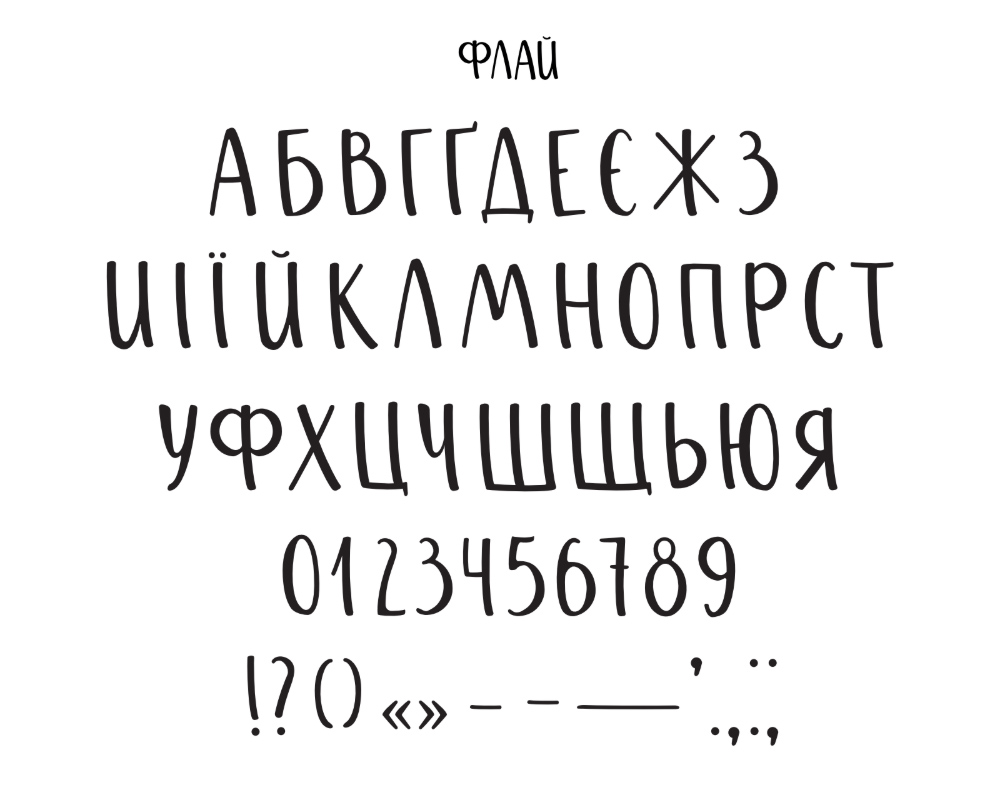 ФЛАЙ
АБВГҐДЕЄЖЗ
ИІЇЙКЛМНОПРСТ
УФХЦЧШЩЬЮЯ
0123456789
!?()«»–-—’.,:;